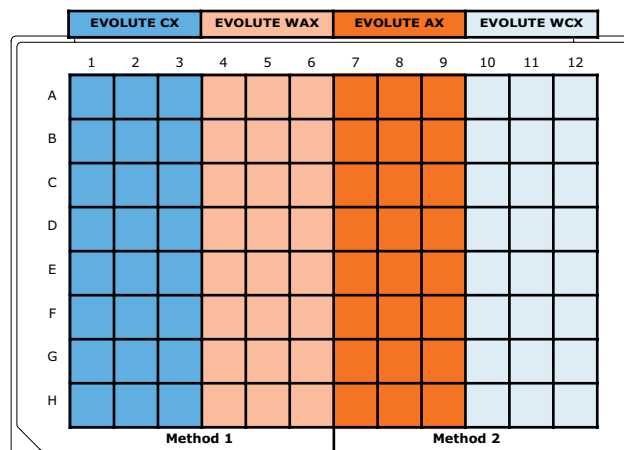 EVOLUTE CX EVOLUTE WAX EVOLUTE AX EVOLUTE WCX
1 2 3 4 5 6 7 8 9 10 11 12
A
B
C
D
E
F
G
H
Method 1 Method 2